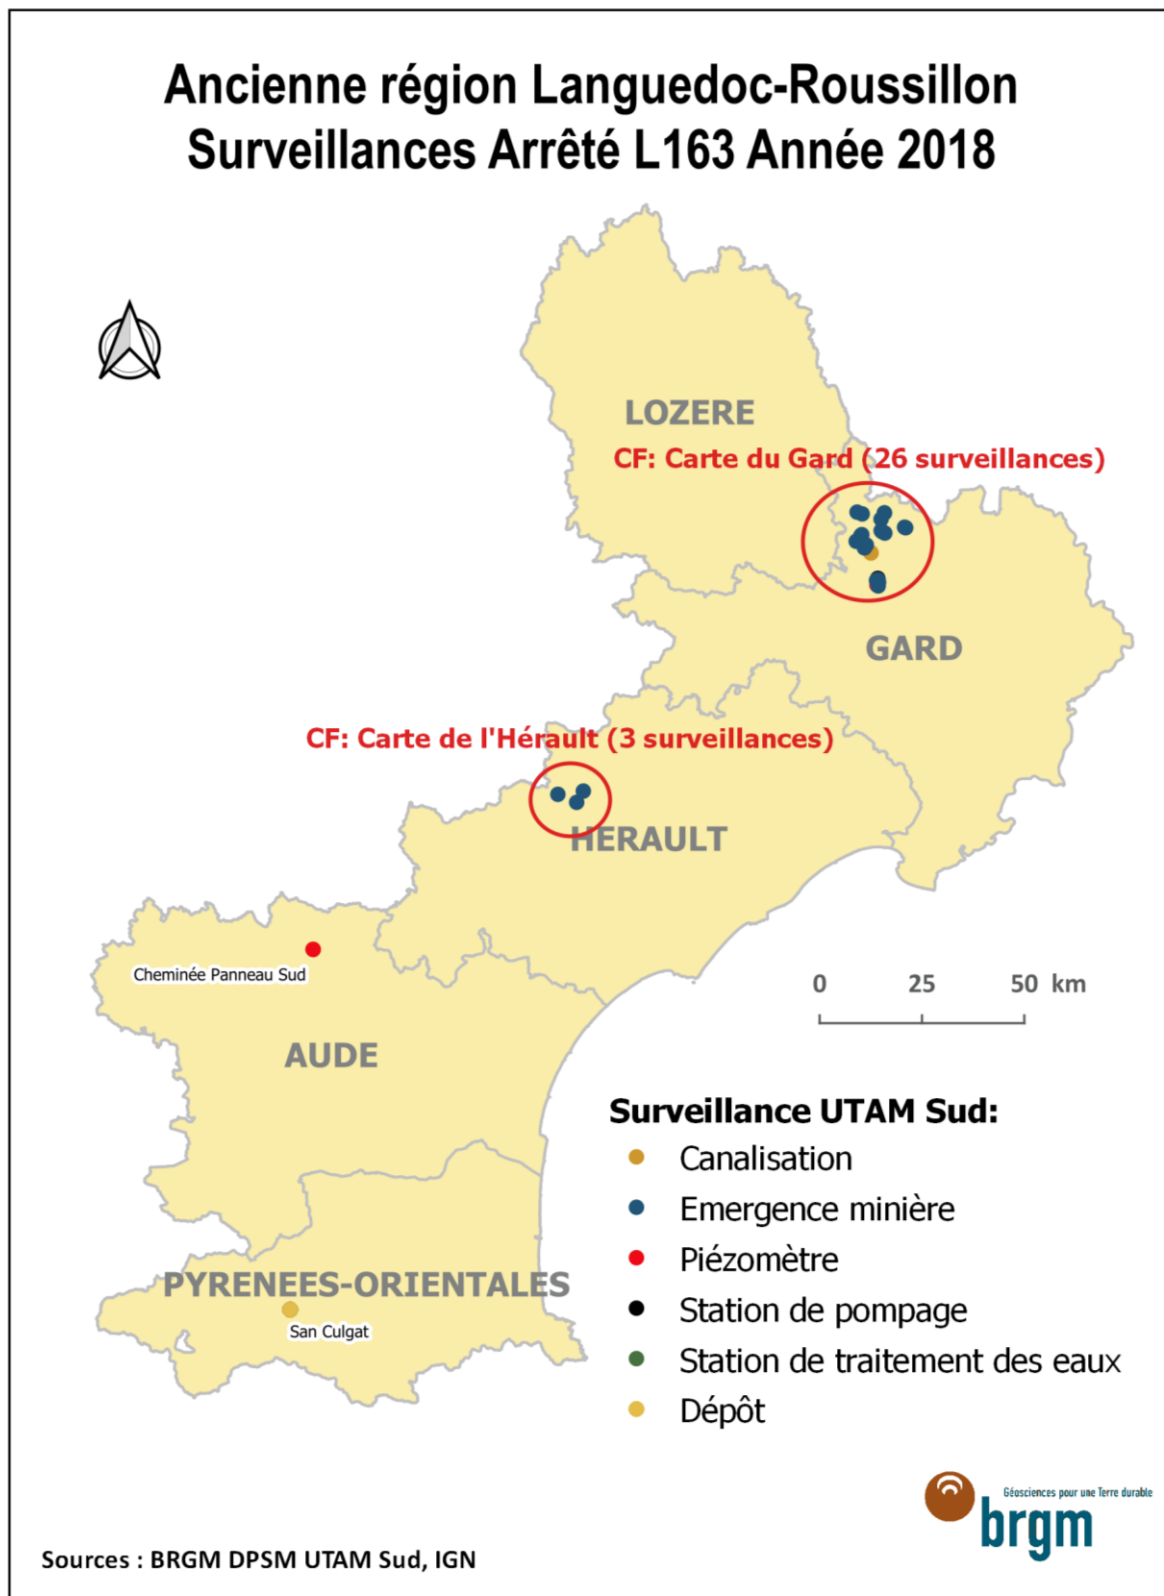 Ancienne région Languedoc-Roussillon
Surveillances Arrêté L163 Année 2018
LOZERE
CF: Carte du Gard (26 surveillances)
GARD
CF: Carte de l'Hérault (3 surveillances)
HERAULT
Cheminée Panneau Sud
0 25 50 km
AUDE
Surveillance UTAM Sud:
Canalisation
Emergence minière
Piézomètre
Station de pompage
Station de traitement des eaux
Dépôt
PYRENEES-ORIENTALES
San Culgat
Géosciences pour une Terre durable
brgm
Sources : BRGM DPSM UTAM Sud, IGN